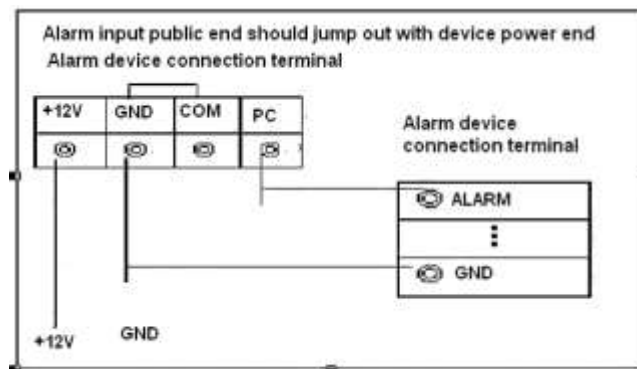 Alarm input public end should jump out with device power end
Alarm device connection terminal
+12V GND COM PC
Alarm device
connection terminal
ALARM
GND
+12V GND